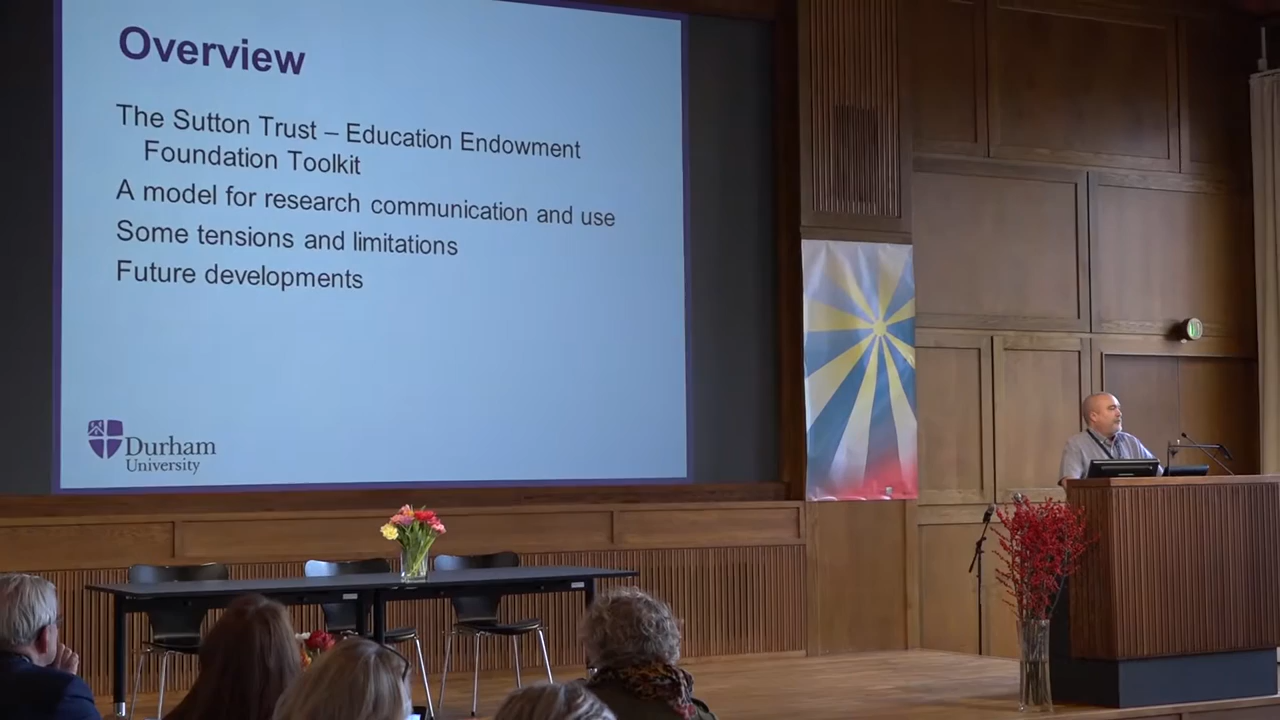 Overview
The Sutton Trust – Education Endowment
Foundation Toolkit
A model for research communication and use
Some tensions and limitations
Future developments
Durham
University